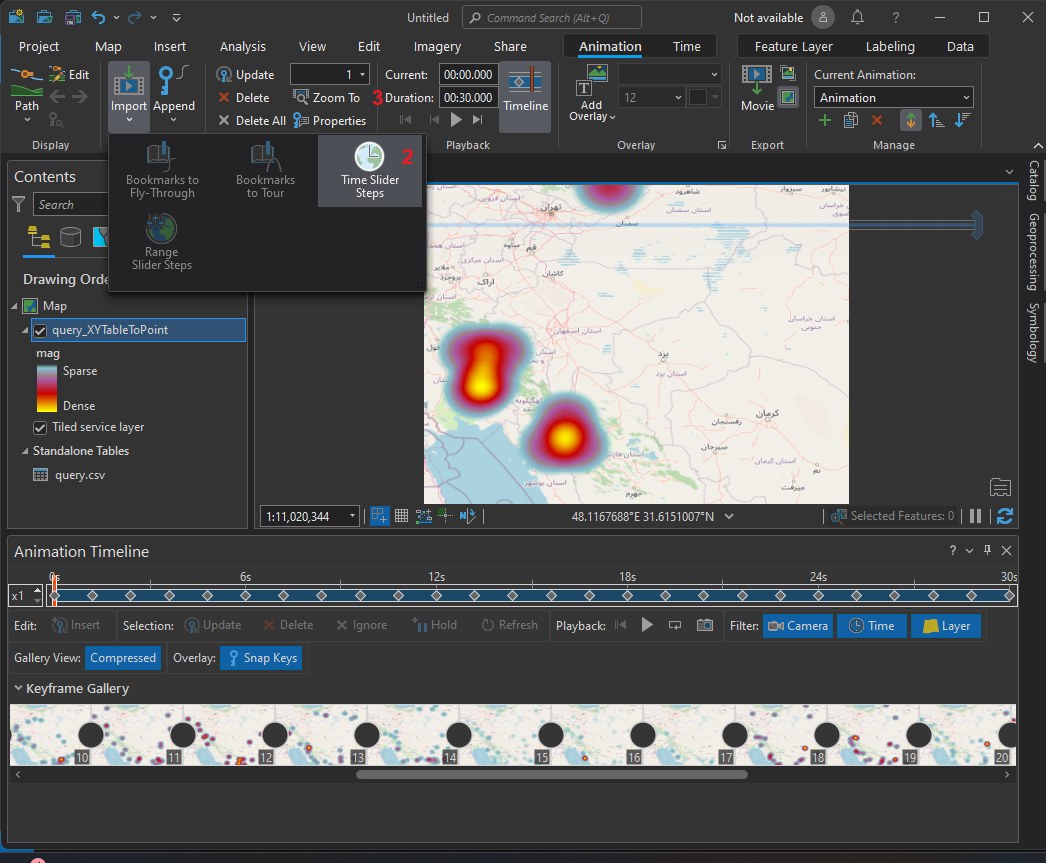 Untitled
Command Search (Alt+Q)
Not available
?
Project Map Insert Analysis View Edit Imagery Share Animation Time Feature Layer Labeling Data
Path
Edit
Display
Import
Append
Update
Delete
Delete All
1
Zoom To
Properties
Current: 00:00.000
3 Duration: 00:30.000
Playback
Timeline
Add
Overlay
12
Overlay
Movie
Export
Current Animation:
Animation
Manage
Bookmarks to
Fly-Through
Bookmarks
to Tour
2
Time Slider
Steps
Range
Slider Steps
Contents
Search
Drawing Orde
Map
query_XYTableToPoint
mag
Sparse
Dense
Tiled service layer
Standalone Tables
query.csv
Catalog
Geoprocessing
Symbology
شاهرود
سبزوار
نیشابور
تهران
سمنان
استان سمنان
ساوه
قم
استان مرکزی
ملایر
بروجرد
اراک
کاشان
استان اصفهان
یزد
استان یزد
استان خراسان
جنوبی
کرمان
رفسنجان
سیرجان
استان کرمان
بم
جیرفت
جهرم
استان بوشهر
1:11,020,344
48.1167688°E 31.6151007°N
Selected Features: 0
Animation Timeline
?
0s 6s 12s 18s 24s 30s
x1
Edit: Insert Selection: Update Delete Ignore Hold Refresh Playback: Filter: Camera Time Layer
Gallery View: Compressed Overlay: Snap Keys
Keyframe Gallery
10 11 12 13 14 15 16 17 18 19 20